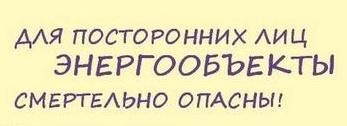 ДЛЯ ПОСТОРОННИХ ЛИЦ
ЭНЕРГООБЪЕКТЫ
СМЕРТЕЛЬНО ОПАСНЫ!